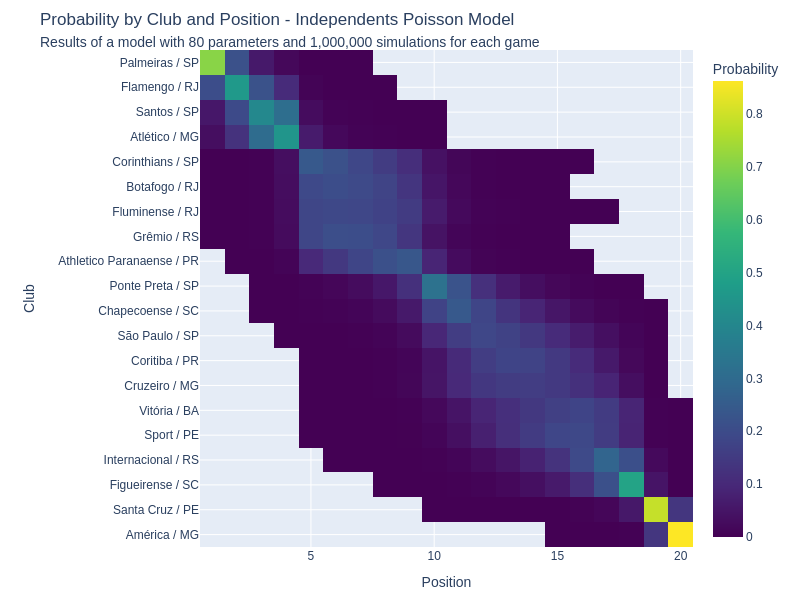 Probability by Club and Position - Independents Poisson Model
Results of a model with 80 parameters and 1,000,000 simulations for each game
Probability
Palmeiras / SP
Flamengo / RJ
Santos / SP
Atlético / MG
Corinthians / SP
Botafogo / RJ
Fluminense / RJ
Grêmio / RS
Athletico Paranaense / PR
Ponte Preta / SP
Chapecoense / SC
São Paulo / SP
Coritiba / PR
Cruzeiro / MG
Vitória / BA
Sport / PE
Internacional / RS
Figueirense / SC
Santa Cruz / PE
América / MG
Club
5 10 15 20
Position
0.8
0.7
0.6
0.5
0.4
0.3
0.2
0.1
0